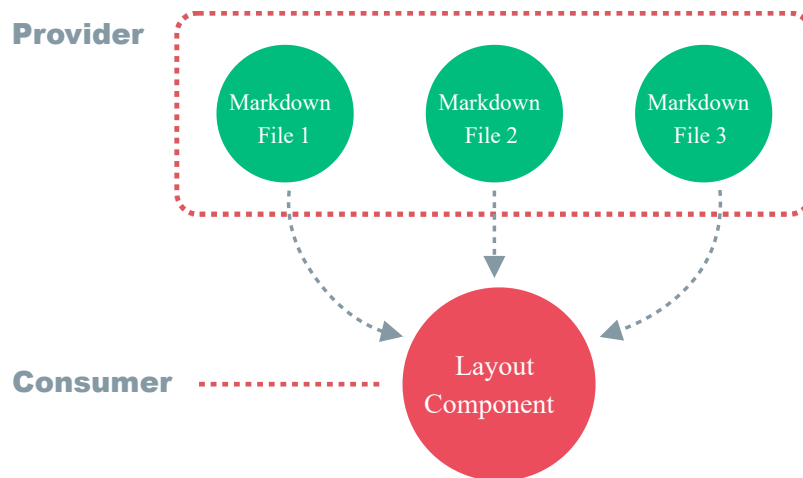 Provider
Markdown
File 1
Markdown
File 2
Markdown
File 3
Layout
Component
Consumer